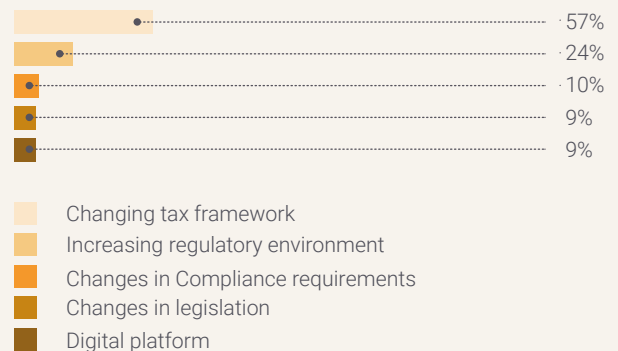 57%
24%
10%
9%
9%
Changing tax framework
Increasing regulatory environment
Changes in Compliance requirements
Changes in legislation
Digital platform